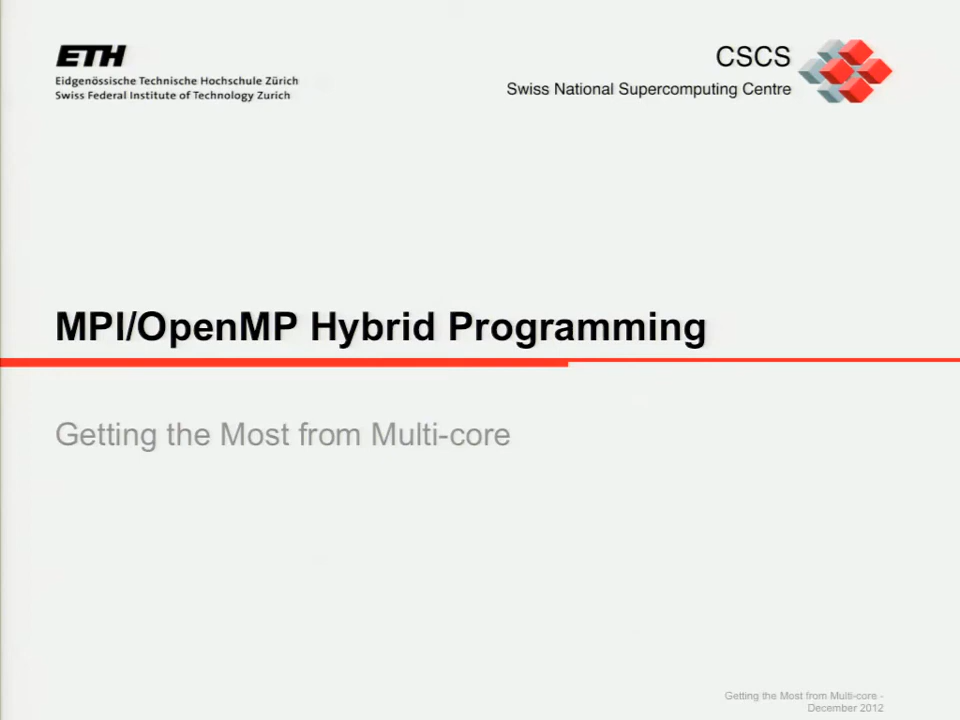 ETH
Eidgenössische Technische Hochschule Zürich
Swiss Federal Institute of Technology Zurich
CSCS
Swiss National Supercomputing Centre
MPI/OpenMP Hybrid Programming
Getting the Most from Multi-core
Getting the Most from Multi-core -
December 2012